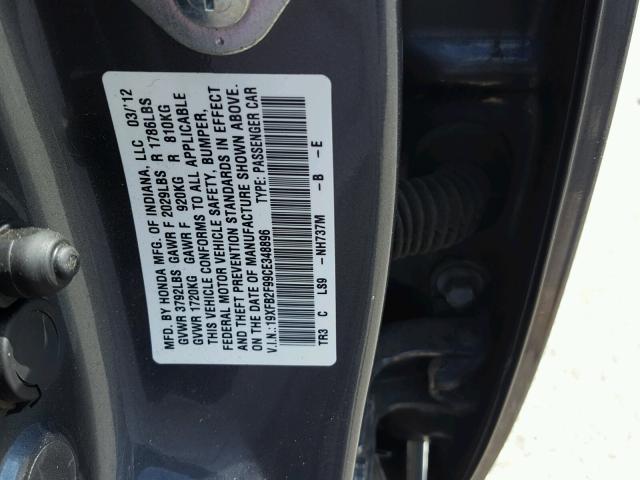 MFD. BY HONDA MFG. OF INDIANA, LLC 03/'12
GVWR 3792LBS GAWR F 2029LBS R 1786LBS
GVWR 1720KG GAWR F 920KG R 810KG
THIS VEHICLE CONFORMS TO ALL APPLICABLE
FEDERAL MOTOR VEHICLE SAFETY, BUMPER,
AND THEFT PREVENTION STANDARDS IN EFFECT
ON THE DATE OF MANUFACTURE SHOWN ABOVE.
V.I.N.:19XFB2F99CE348896 TYPE: PASSENGER CAR
TR3 C LS9 -NH737M -B -E